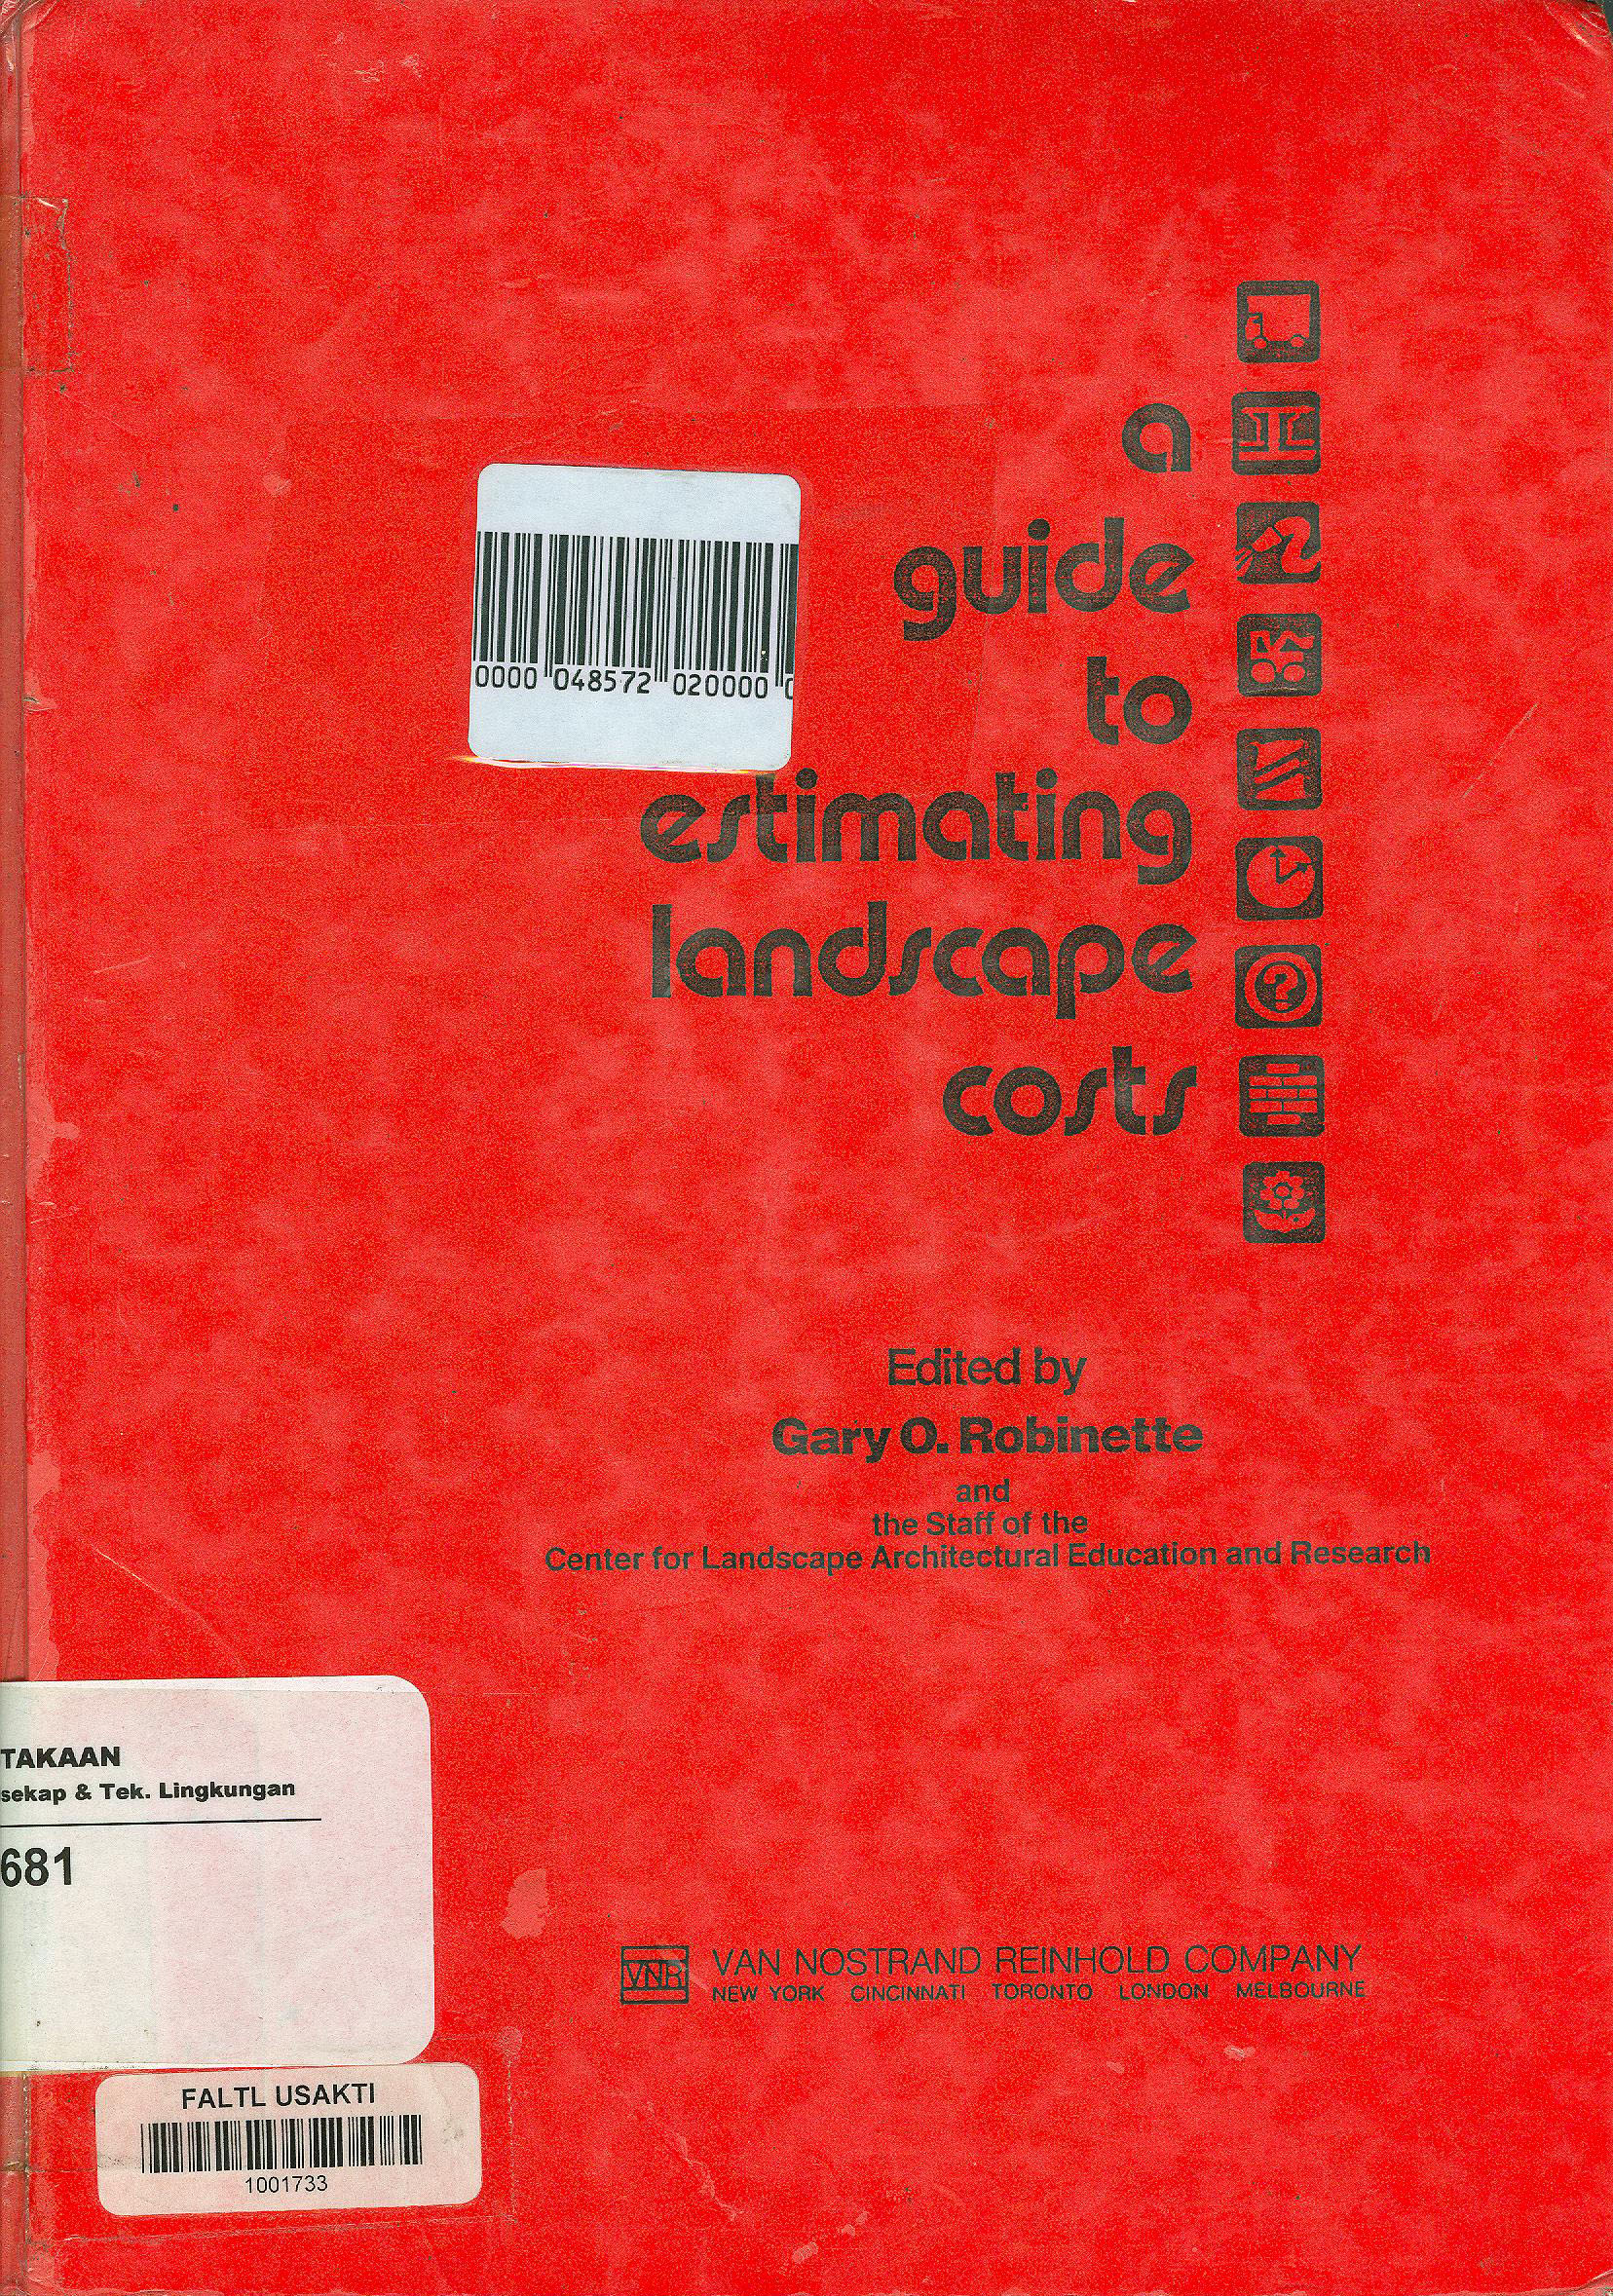 a
guide
to
estimating
landscape
costs
0000 048572 020000
Edited by
Gary O. Robinette
and
the Staff of the
Center for Landscape Architectural Education and Research
TAKAAN
sekap & Tek. Lingkungan
681
VNR
VAN NOSTRAND REINHOLD COMPANY
NEW YORK CINCINNATI TORONTO LONDON MELBOURNE
FALTL USAKTI
1001733